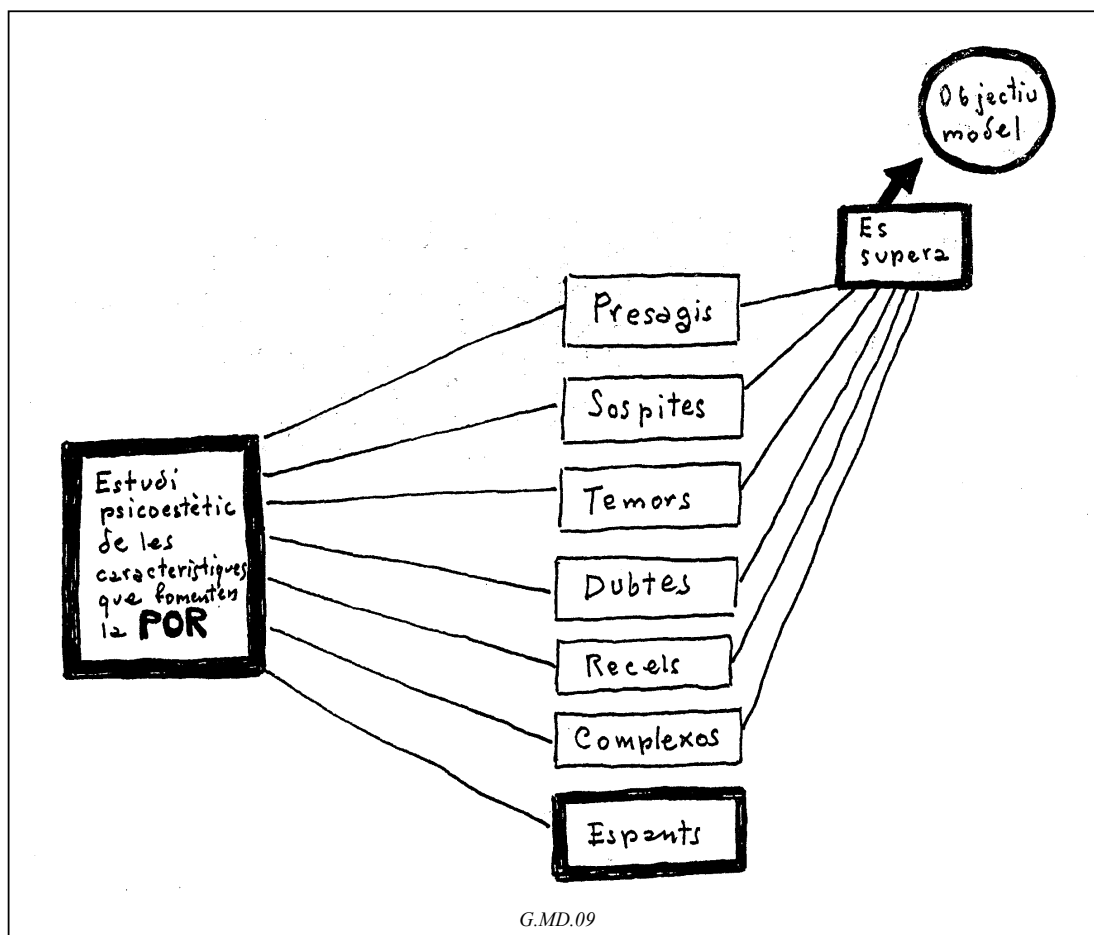 Objectiu
model
Es
supera
Presagis
Sospites
Temors
Dubtes
Recels
Complexos
Espants
Estudi
psicoestètic
de les
característiques
que fomenten
la POR
G.MD.09